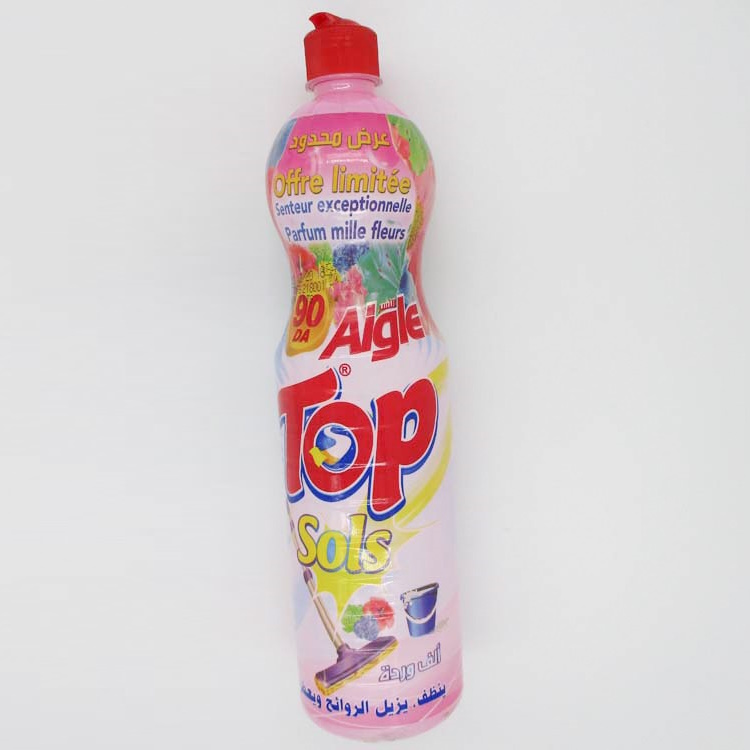 عرض محدود
Offre limitée
Senteur exceptionnelle
Parfum mille fleurs
90
DA
Aigle
Top®
Sols
ألف وردة
ينظف. يزيل الروائح